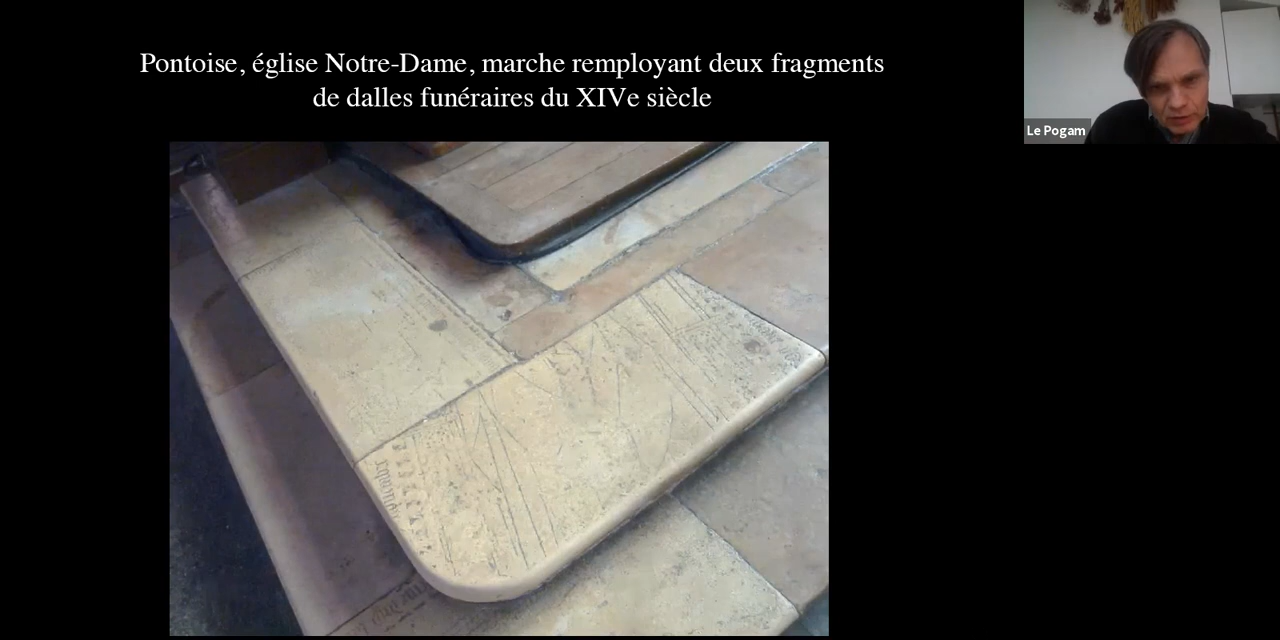 Pontoise, église Notre-Dame, marche remployant deux fragments
de dalles funéraires du XIVe siècle
Le Pogam